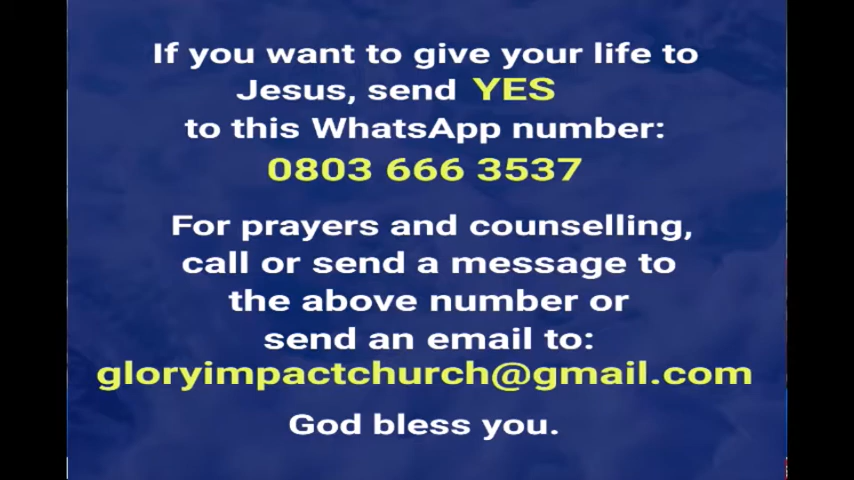 If you want to give your life to
Jesus, send YES
to this WhatsApp number:
0803 666 3537
For prayers and counselling,
call or send a message to
the above number or
send an email to:
gloryimpactchurch@gmail.com
God bless you.